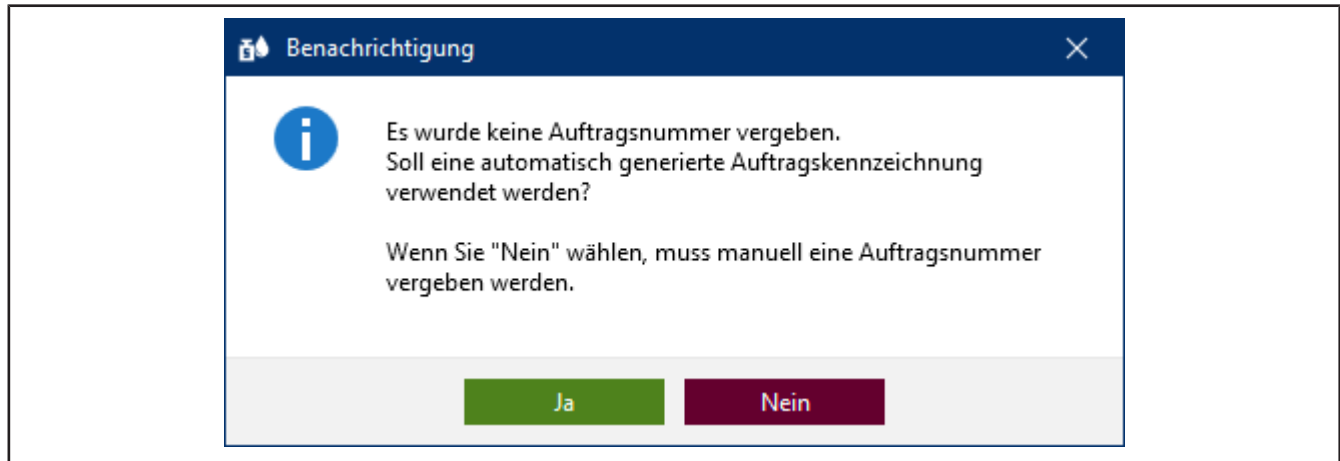 Benachrichtigung
Es wurde keine Auftragsnummer vergeben.
Soll eine automatisch generierte Auftragskennzeichnung
verwendet werden?
Wenn Sie "Nein" wählen, muss manuell eine Auftragsnummer
vergeben werden.
Ja
Nein